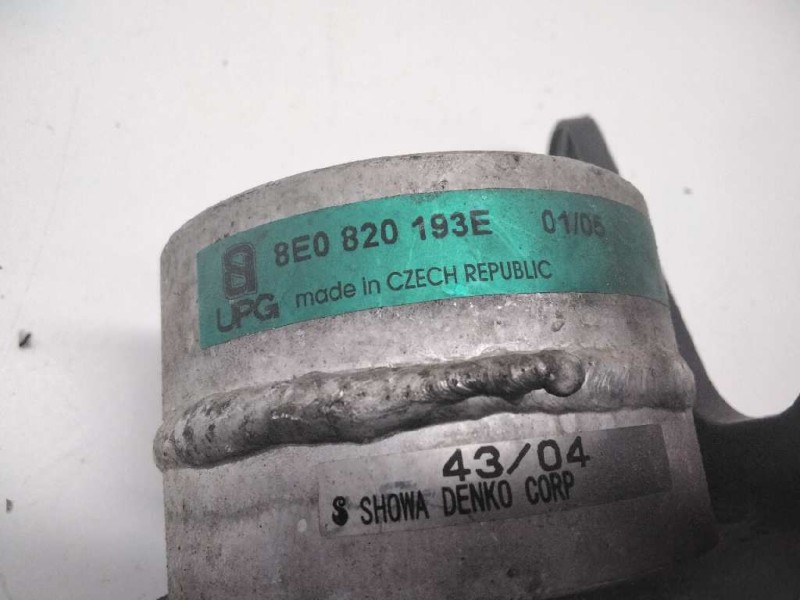 8E0 820 193E 01/05
UPG made in CZECH REPUBLIC
43/04
S SHOWA DENKO CORP